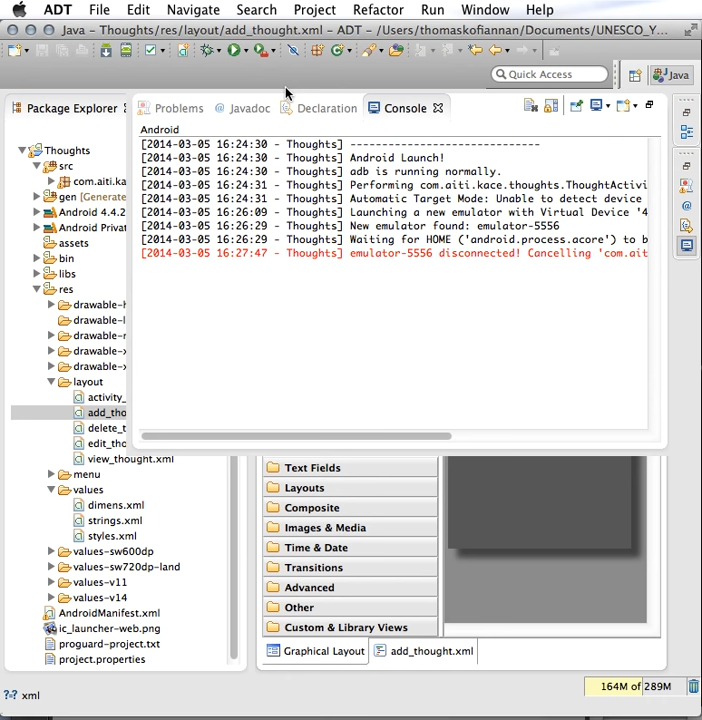 ADT File Edit Navigate Search Project Refactor Run Window Help
Java – Thoughts/res/layout/add_thought.xml – ADT – /Users/thomaskofiannan/Documents/UNESCO_Y...
Quick Access
Java
Package Explorer
Problems
@ Javadoc
Declaration
Console
Android
[2014-03-05 16:24:30 - Thoughts] ------------------------------
[2014-03-05 16:24:30 - Thoughts] Android Launch!
[2014-03-05 16:24:30 - Thoughts] adb is running normally.
[2014-03-05 16:24:31 - Thoughts] Performing com.aiti.kace.thoughts.ThoughtActivi
[2014-03-05 16:24:31 - Thoughts] Automatic Target Mode: Unable to detect device
[2014-03-05 16:26:09 - Thoughts] Launching a new emulator with Virtual Device '4
[2014-03-05 16:26:29 - Thoughts] New emulator found: emulator-5556
[2014-03-05 16:26:29 - Thoughts] Waiting for HOME ('android.process.acore') to b
[2014-03-05 16:27:47 - Thoughts] emulator-5556 disconnected! Cancelling 'com.ait
Thoughts
src
com.aiti.ka
gen [Genera
Android 4.4.2
Android Privat
assets
bin
libs
res
drawable-h
drawable-l
drawable-m
drawable-x
drawable-x
layout
activity_
add_tho
delete_t
edit_tho
view_thought.xml
menu
values
dimens.xml
strings.xml
styles.xml
values-sw600dp
values-sw720dp-land
values-v11
values-v14
AndroidManifest.xml
ic_launcher-web.png
proguard-project.txt
project.properties
Text Fields
Layouts
Composite
Images & Media
Time & Date
Transitions
Advanced
Other
Custom & Library Views
Graphical Layout
add_thought.xml
xml
164M of 289M